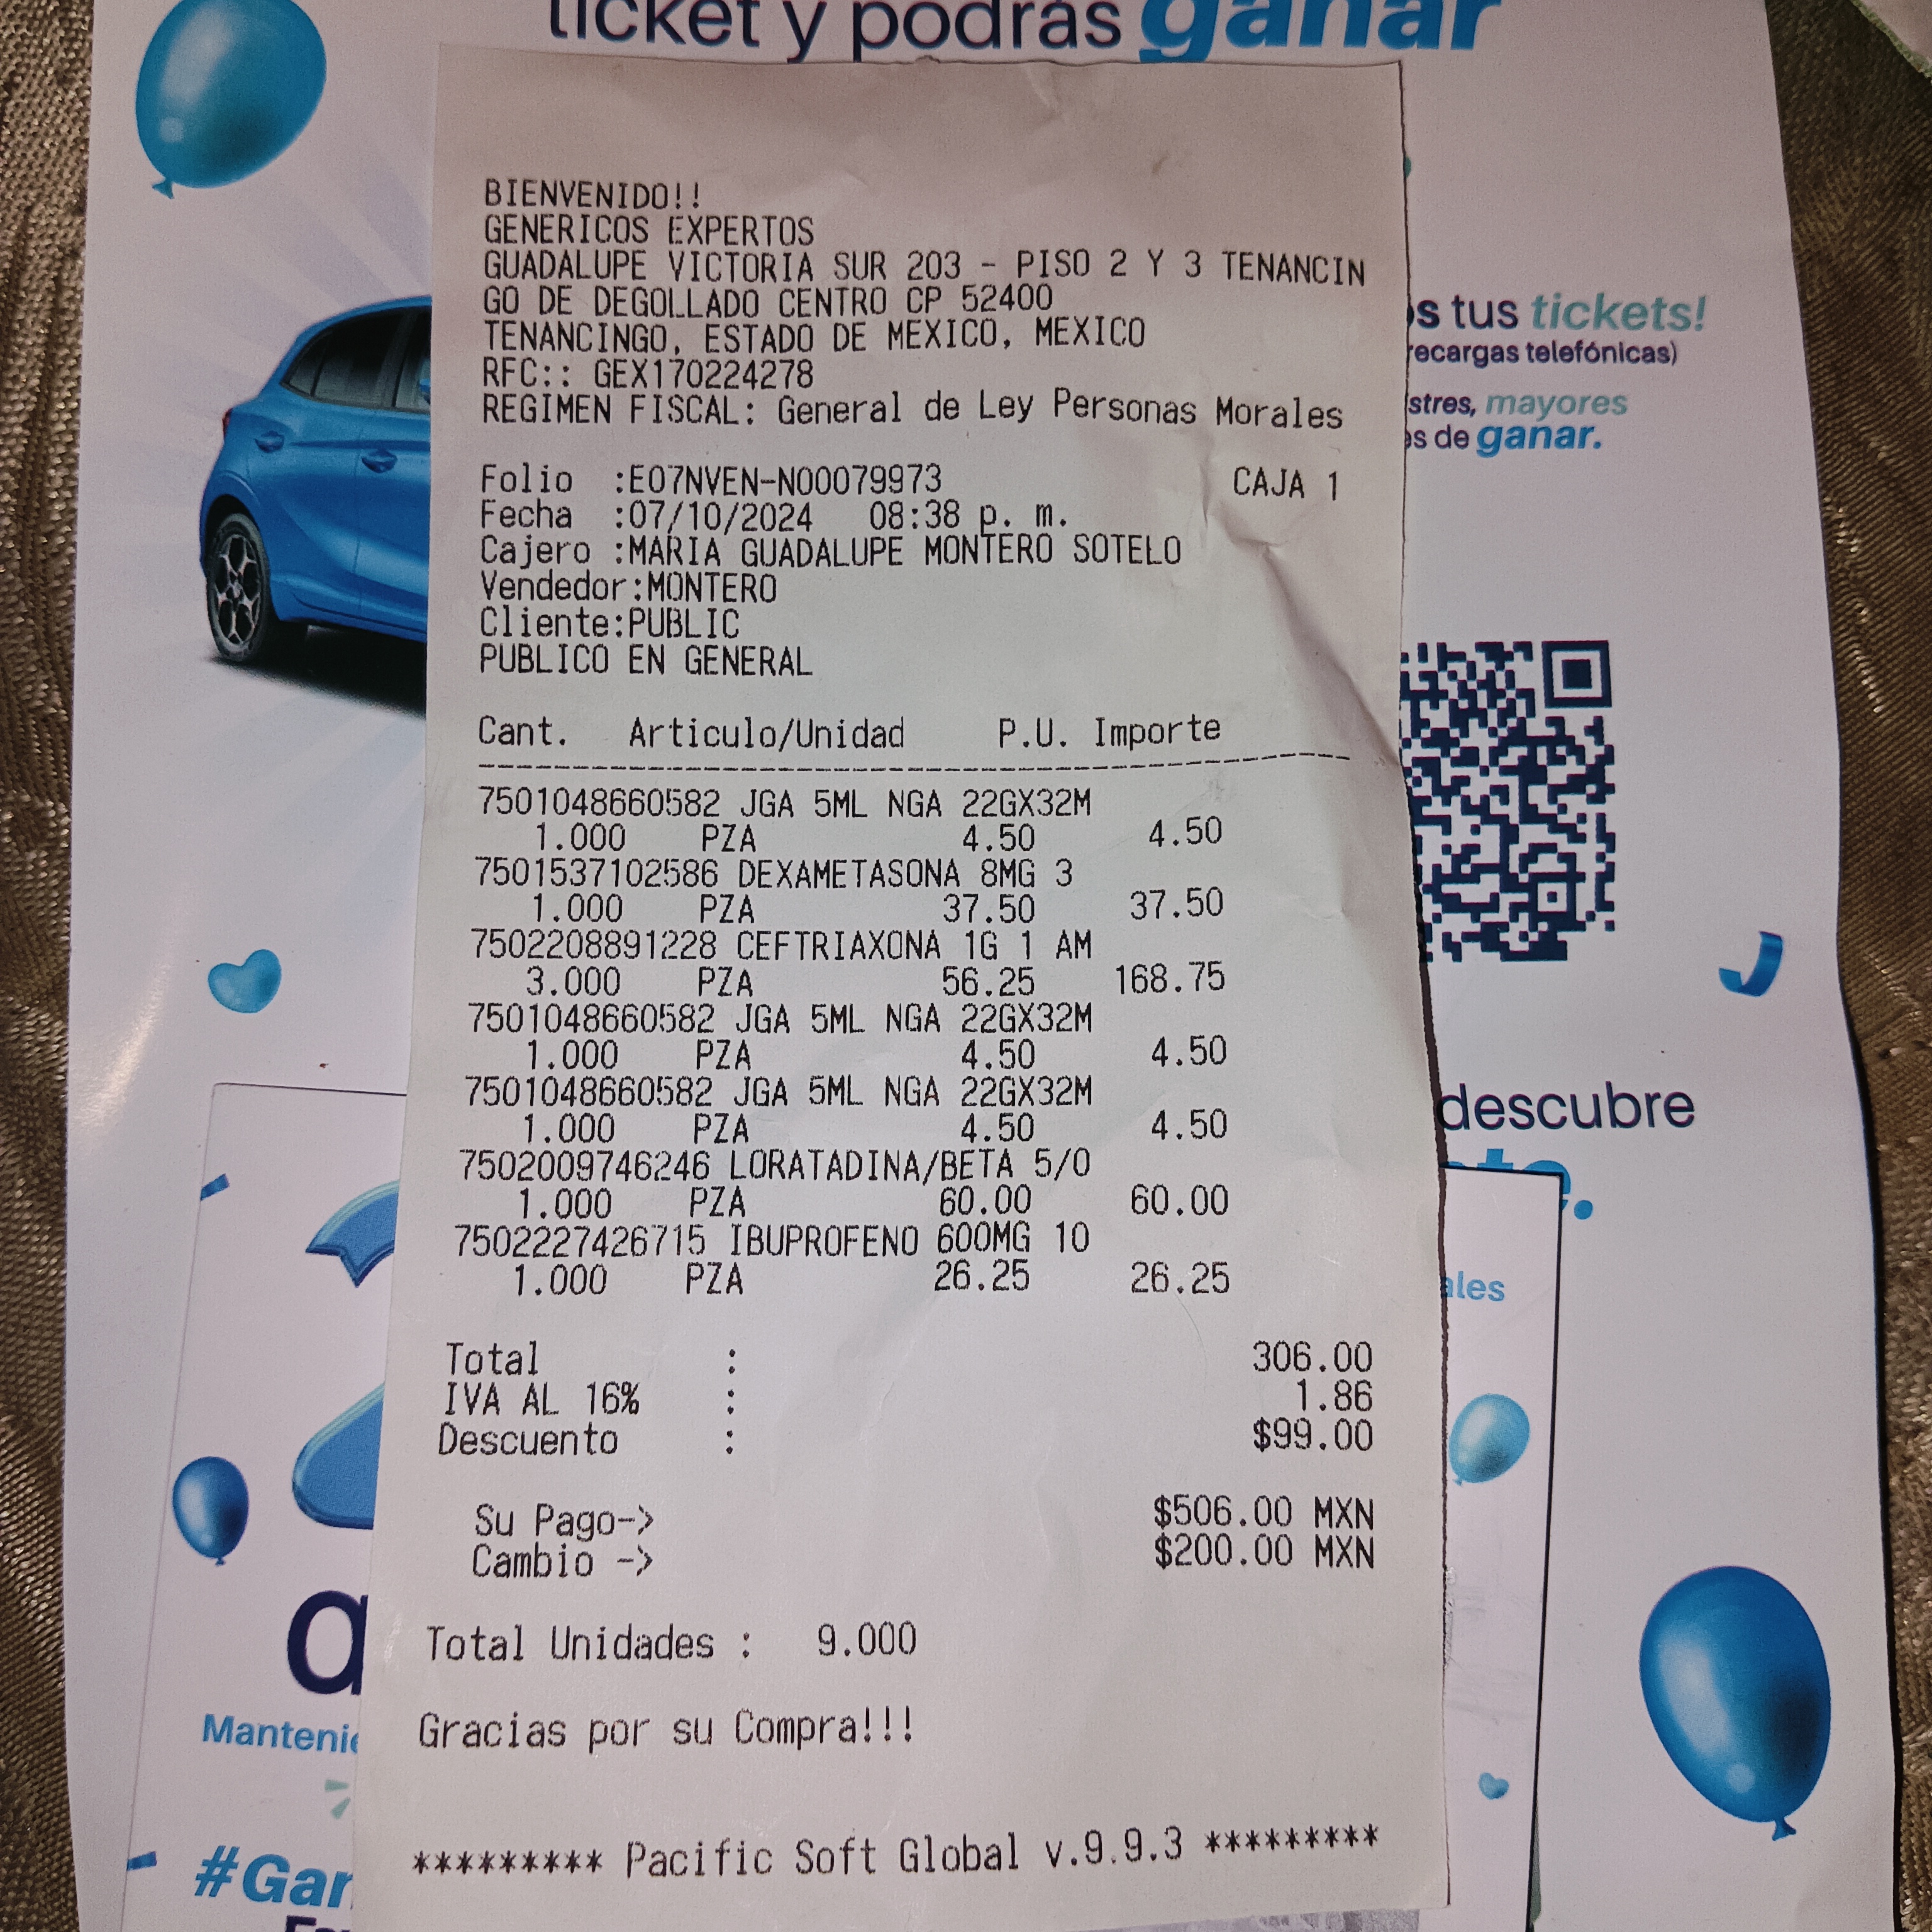 ticket y podrás ganar
BIENVENIDO!!
GENERICOS EXPERTOS
GUADALUPE VICTORIA SUR 203 - PISO 2 Y 3 TENANCIN
GO DE DEGOLLADO CENTRO CP 52400
TENANCINGO, ESTADO DE MEXICO, MEXICO
RFC:: GEX170224278
REGIMEN FISCAL: General de Ley Personas Morales
Folio :E07NVEN-N00079973 CAJA 1
Fecha :07/10/2024 08:38 p. m.
Cajero :MARIA GUADALUPE MONTERO SOTELO
Vendedor:MONTERO
Cliente:PUBLIC
PUBLICO EN GENERAL
Cant. Articulo/Unidad P.U. Importe
7501048660582 JGA 5ML NGA 22GX32M
1.000 PZA 4.50 4.50
7501537102586 DEXAMETASONA 8MG 3
1.000 PZA 37.50 37.50
7502208891228 CEFTRIAXONA 1G 1 AM
3.000 PZA 56.25 168.75
7501048660582 JGA 5ML NGA 22GX32M
1.000 PZA 4.50 4.50
7501048660582 JGA 5ML NGA 22GX32M
1.000 PZA 4.50 4.50
7502009746246 LORATADINA/BETA 5/0
1.000 PZA 60.00 60.00
7502227426715 IBUPROFENO 600MG 10
1.000 PZA 26.25 26.25
Total : 306.00
IVA AL 16% : 1.86
Descuento : $99.00
Su Pago-> $506.00 MXN
Cambio -> $200.00 MXN
Total Unidades : 9.000
Gracias por su Compra!!!
********* Pacific Soft Global v.9.9.3 *********
tus tickets!
recargas telefónicas)
mayores
de ganar.
descubre